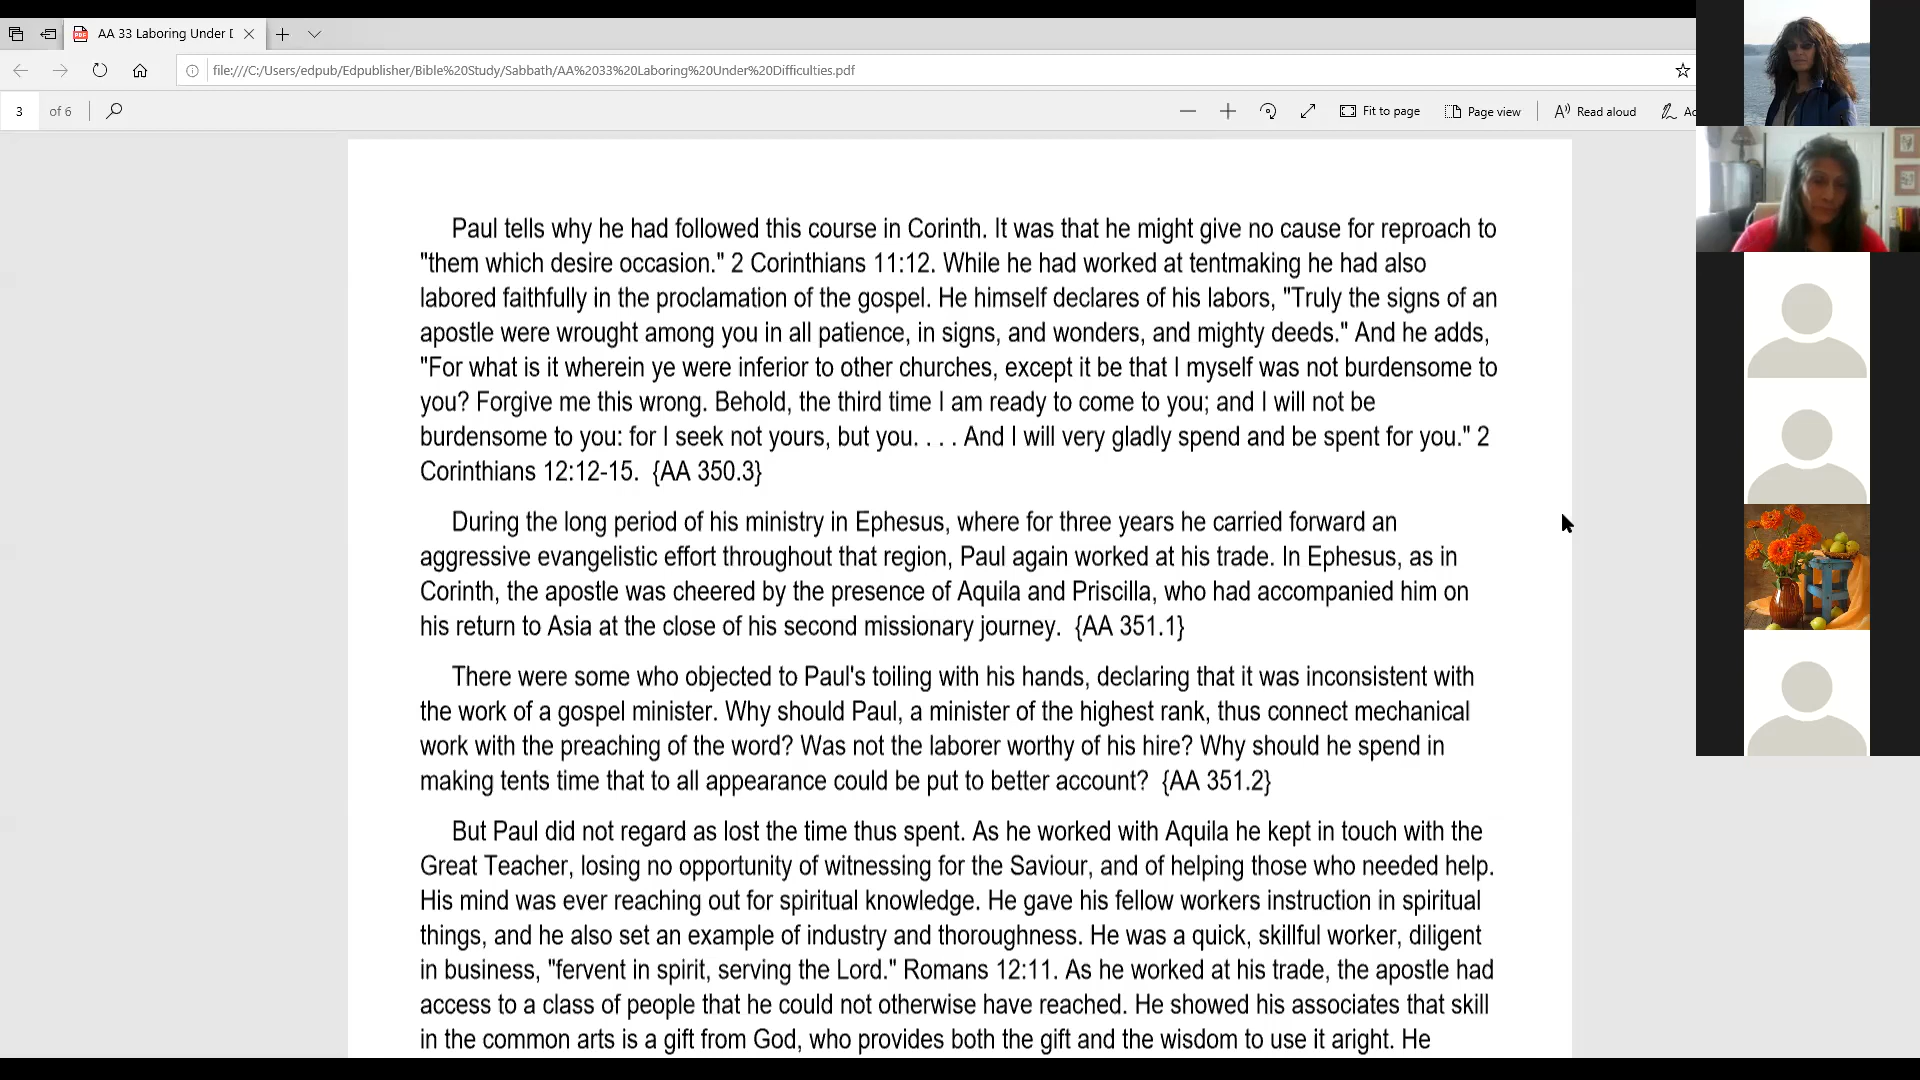 AA 33 Laboring Under D
file:///C:/Users/edpub/Edpublisher/Bible%20Study/Sabbath/AA%2033%20Laboring%20Under%20Difficulties.pdf
3 of 6 Fit to page Page view Read aloud Ac
Paul tells why he had followed this course in Corinth. It was that he might give no cause for reproach to
"them which desire occasion." 2 Corinthians 11:12. While he had worked at tentmaking he had also
labored faithfully in the proclamation of the gospel. He himself declares of his labors, "Truly the signs of an
apostle were wrought among you in all patience, in signs, and wonders, and mighty deeds." And he adds,
"For what is it wherein ye were inferior to other churches, except it be that I myself was not burdensome to
you? Forgive me this wrong. Behold, the third time I am ready to come to you; and I will not be
burdensome to you: for I seek not yours, but you. . . . And I will very gladly spend and be spent for you." 2
Corinthians 12:12-15. {AA 350.3}
During the long period of his ministry in Ephesus, where for three years he carried forward an
aggressive evangelistic effort throughout that region, Paul again worked at his trade. In Ephesus, as in
Corinth, the apostle was cheered by the presence of Aquila and Priscilla, who had accompanied him on
his return to Asia at the close of his second missionary journey. {AA 351.1}
There were some who objected to Paul's toiling with his hands, declaring that it was inconsistent with
the work of a gospel minister. Why should Paul, a minister of the highest rank, thus connect mechanical
work with the preaching of the word? Was not the laborer worthy of his hire? Why should he spend in
making tents time that to all appearance could be put to better account? {AA 351.2}
But Paul did not regard as lost the time thus spent. As he worked with Aquila he kept in touch with the
Great Teacher, losing no opportunity of witnessing for the Saviour, and of helping those who needed help.
His mind was ever reaching out for spiritual knowledge. He gave his fellow workers instruction in spiritual
things, and he also set an example of industry and thoroughness. He was a quick, skillful worker, diligent
in business, "fervent in spirit, serving the Lord." Romans 12:11. As he worked at his trade, the apostle had
access to a class of people that he could not otherwise have reached. He showed his associates that skill
in the common arts is a gift from God, who provides both the gift and the wisdom to use it aright. He